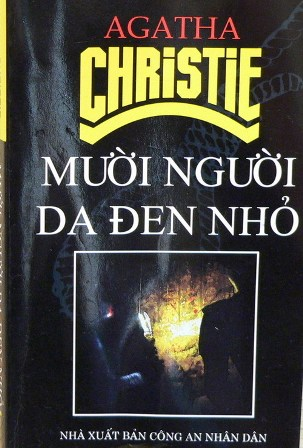 AGATHA
CHRiSTiE
MƯỜI NGƯỜI
DA ĐEN NHỎ
NHÀ XUẤT BẢN CÔNG AN NHÂN DÂN